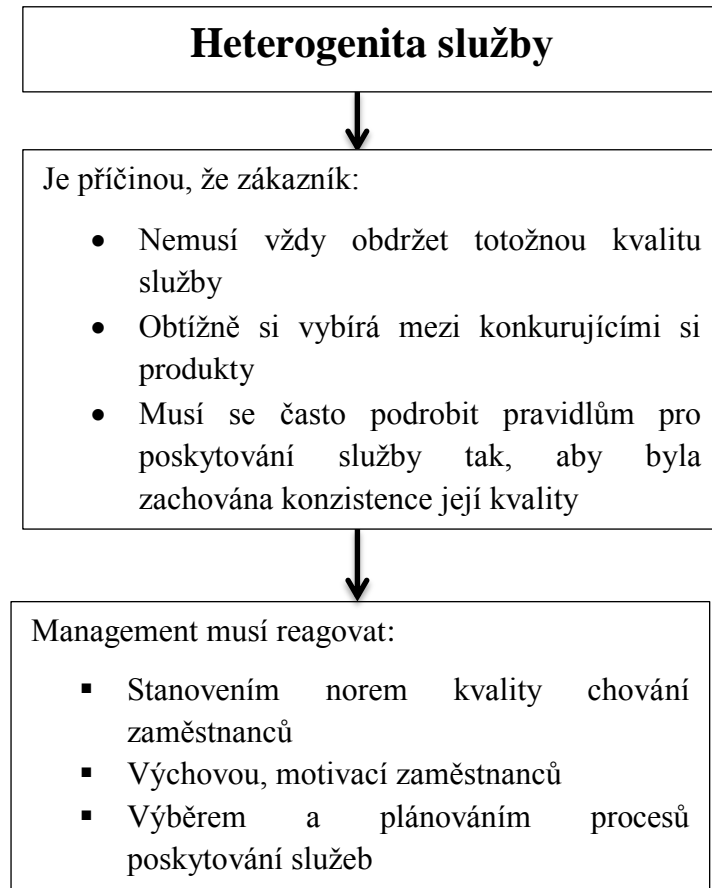 Heterogenita služby
Je příčinou, že zákazník:
• Nemusí vždy obdržet totožnou kvalitu
služby
• Obtížně si vybírá mezi konkurujícími si
produkty
• Musí se často podrobit pravidlům pro
poskytování služby tak, aby byla
zachována konzistence její kvality
Management musí reagovat:
▪ Stanovením norem kvality chování
zaměstnanců
▪ Výchovou, motivací zaměstnanců
▪ Výběrem a plánováním procesů
poskytování služeb